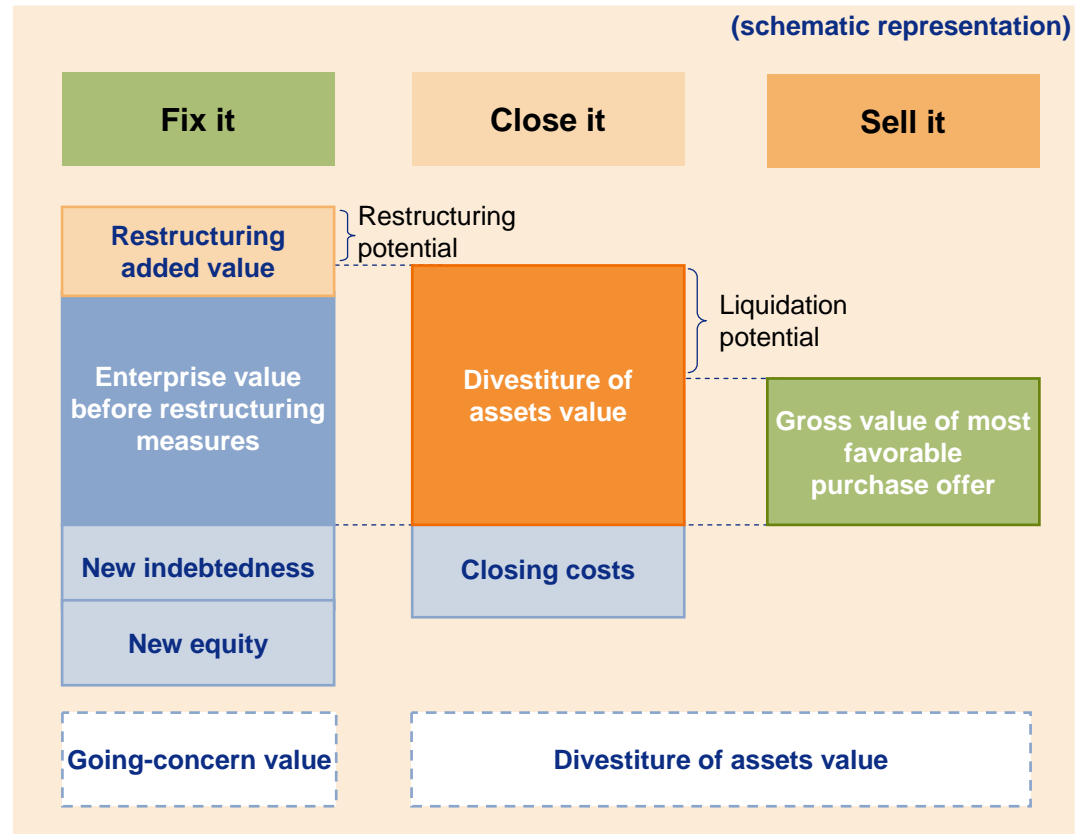 (schematic representation)
Fix it
Close it
Sell it
Restructuring
added value
Restructuring
potential
Enterprise value
before restructuring
measures
Divestiture of
assets value
Liquidation
potential
Gross value of most
favorable
purchase offer
New indebtedness
Closing costs
New equity
Going-concern value
Divestiture of assets value